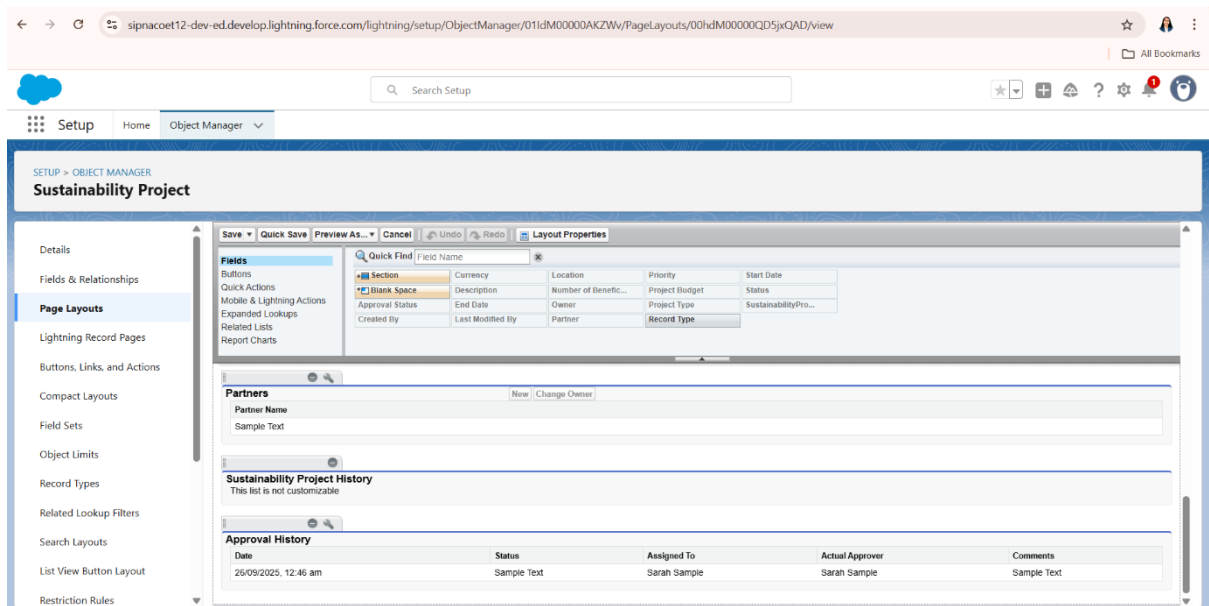 sipnacoet12-dev-ed.develop.lightning.force.com/lightning/setup/ObjectManager/01IdM00000AKZWv/PageLayouts/00hdM00000QD5jxQAD/view
All Bookmarks
Search Setup
1
Setup Home Object Manager
SETUP > OBJECT MANAGER
Sustainability Project
Details
Fields & Relationships
Page Layouts
Lightning Record Pages
Buttons, Links, and Actions
Compact Layouts
Field Sets
Object Limits
Record Types
Related Lookup Filters
Search Layouts
List View Button Layout
Restriction Rules
Save Quick Save Preview As... Cancel Undo Redo Layout Properties
Fields
Buttons
Quick Actions
Mobile & Lightning Actions
Expanded Lookups
Related Lists
Report Charts
Quick Find Field Name
Section Currency Location Priority Start Date
Blank Space Description Number of Benefic... Project Budget Status
Approval Status End Date Owner Project Type SustainabilityPro...
Created By Last Modified By Partner Record Type
Partners New Change Owner
Partner Name
Sample Text
Sustainability Project History
This list is not customizable
Approval History
Date Status Assigned To Actual Approver Comments
26/09/2025, 12:46 am Sample Text Sarah Sample Sarah Sample Sample Text